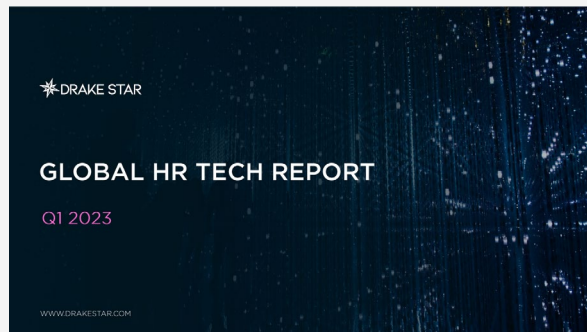 DRAKE STAR
GLOBAL HR TECH REPORT
Q1 2023
WWW.DRAKESTAR.COM